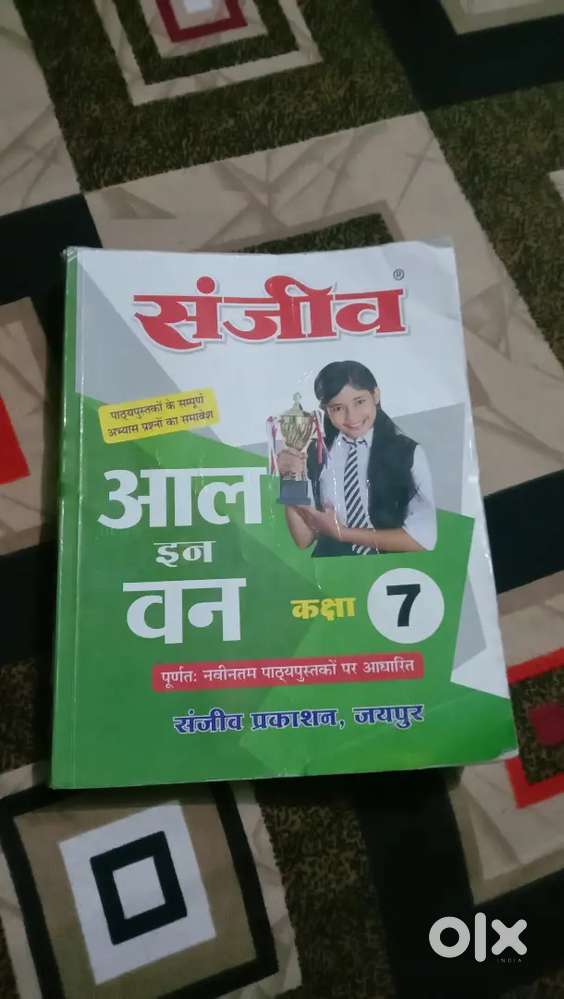 संजीव®
पाठ्यपुस्तकों के सम्पूर्ण
अभ्यास प्रश्नों का समावेश
आल
इन
वन
कक्षा 7
पूर्णतः नवीनतम पाठ्यपुस्तकों पर आधारित
संजीव प्रकाशन, जयपुर
olx
INDIA